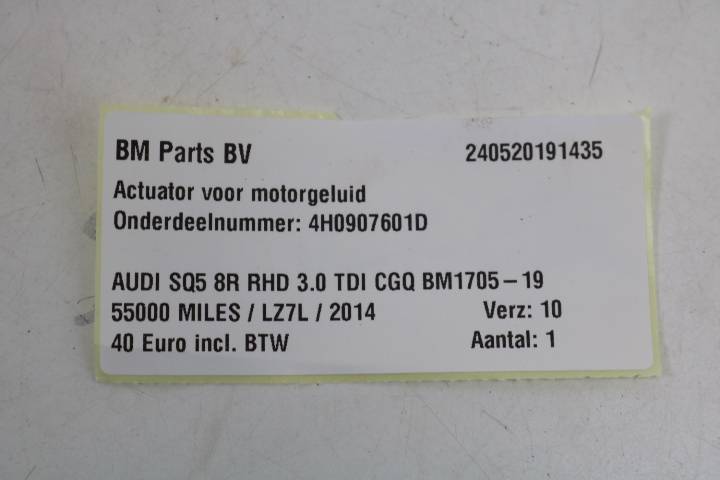 BM Parts BV 240520191435
Actuator voor motorgeluid
Onderdeelnummer: 4H0907601D
AUDI SQ5 8R RHD 3.0 TDI CGQ BM1705-19
55000 MILES / LZ7L / 2014 Verz: 10
40 Euro incl. BTW Aantal: 1